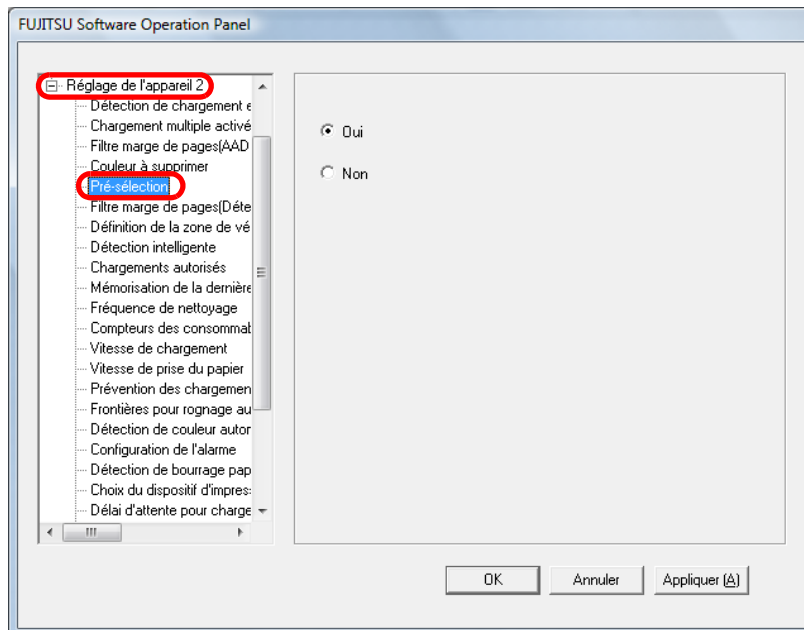 FUJITSU Software Operation Panel
Réglage de l'appareil 2
Détection de chargement e
Chargement multiple activé
Filtre marge de pages(AAD
Couleur à supprimer
Pré-sélection
Filtre marge de pages(Déte
Définition de la zone de vé
Détection intelligente
Chargements autorisés
Mémorisation de la dernière
Fréquence de nettoyage
Compteurs des consommat
Vitesse de chargement
Vitesse de prise du papier
Prévention des chargemen
Frontières pour rognage au
Détection de couleur autor
Configuration de l'alarme
Détection de bourrage pap
Choix du dispositif d'impres
Délai d'attente pour charge
Oui
Non
OK Annuler Appliquer (A)